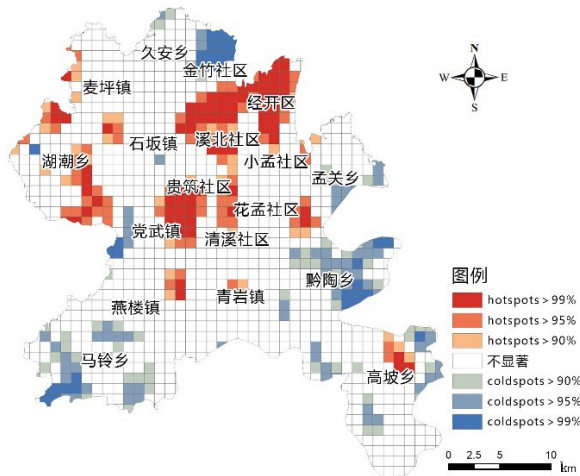 久安乡
金竹社区
麦坪镇
经开区
石坂镇
溪北社区
湖潮乡
小孟社区
孟关乡
贵筑社区
花孟社区
党武镇
清溪社区
黔陶乡
燕楼镇
青岩镇
马铃乡
高坡乡
N
W
E
S
图例
hotspots > 99%
hotspots > 95%
hotspots > 90%
不显著
coldspots > 90%
coldspots > 95%
coldspots > 99%
0 2.5 5 10
km